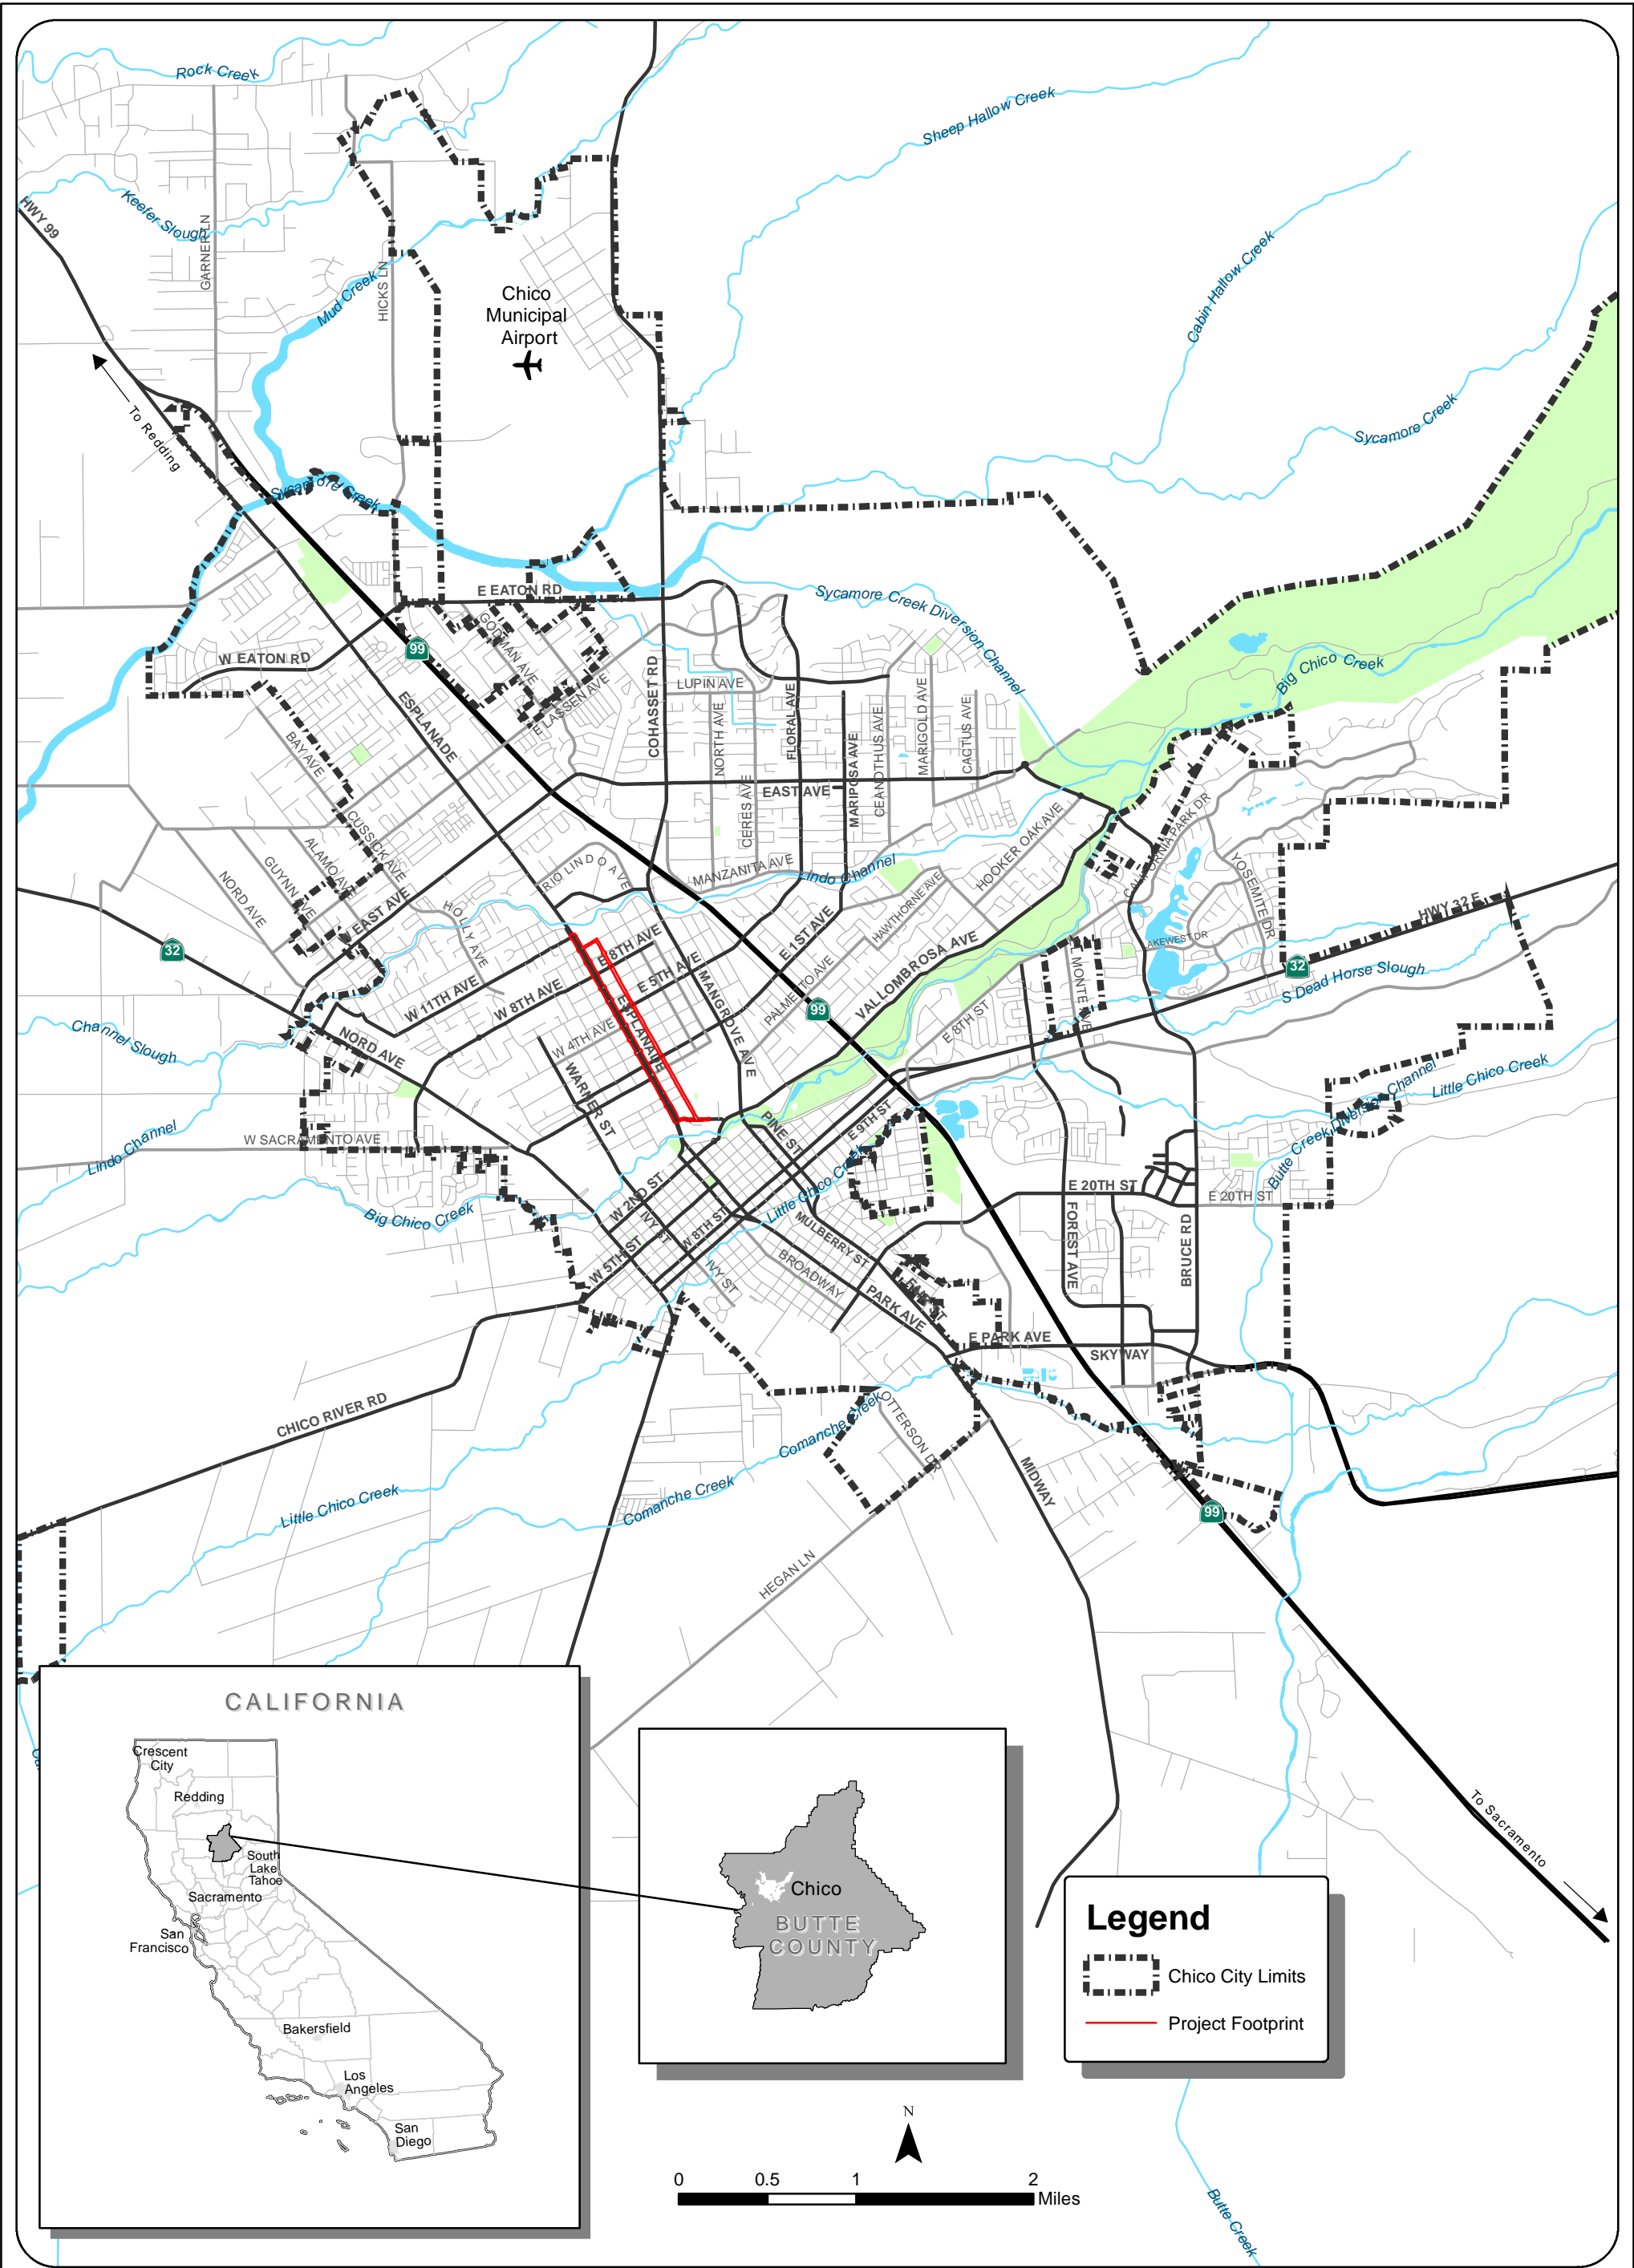 Rock Creek
Sheep Hallow Creek
Keefer Slough
HWY 99
GARNER LN
HICKS LN
Mud Creek
Cabin Hallow Creek
Chico
Municipal
Airport
To Redding
Sycamore Creek
Sycamore Creek
E EATON RD
Sycamore Creek Diversion Channel
GODMAN AVE
W EATON RD
99
Big Chico Creek
E LASSEN AVE
LUPIN AVE
COHASSET RD
ESPLANADE
NORTH AVE
FLORAL AVE
MARIPOSA AVE
CEANOTHUS AVE
MARIGOLD AVE
CACTUS AVE
BAY AVE
EAST AVE
CERES AVE
CUSSICK AVE
ALAMO AVE
GUYNN AVE
NORD AVE
EAST AVE
RIO LINDO AVE
MANZANITA AVE
Lindo Channel
HOOKER OAK AVE
CALIFORNIA PARK DR
YOSEMITE DR
HOLLY AVE
HAWTHORNE AVE
HWY 32 E
32
E 1ST AVE
VALLOMBROSA AVE
E 8TH AVE
E 5TH AVE
MANGROVE AVE
PALMETTO AVE
32
S Dead Horse Slough
W 11TH AVE
W 8TH AVE
ESPLANADE
99
E 8TH ST
Channel Slough
NORD AVE
W 4TH AVE
WARNER ST
Little Chico Creek
Butte Creek Diversion Channel
PINE ST
E 9TH ST
W SACRAMENTO AVE
Lindo Channel
Big Chico Creek
Little Chico Creek
E 20TH ST
E 20TH ST
W 2ND ST
IVY ST
W 8TH ST
W 5TH ST
IVY ST
MULBERRY ST
BROADWAY
PARK AVE
FOREST AVE
BRUCE RD
E PARK AVE
SKYWAY
CHICO RIVER RD
Comanche Creek
OTTERSON DR
Little Chico Creek
Comanche Creek
MIDWAY
99
HEGAN LN
CALIFORNIA
Crescent
City
Redding
South
Lake
Tahoe
Sacramento
San
Francisco
Bakersfield
Los
Angeles
San
Diego
Chico
BUTTE
COUNTY
To Sacramento
Legend
Chico City Limits
Project Footprint
N
0 0.5 1 2
Miles
Butte Creek